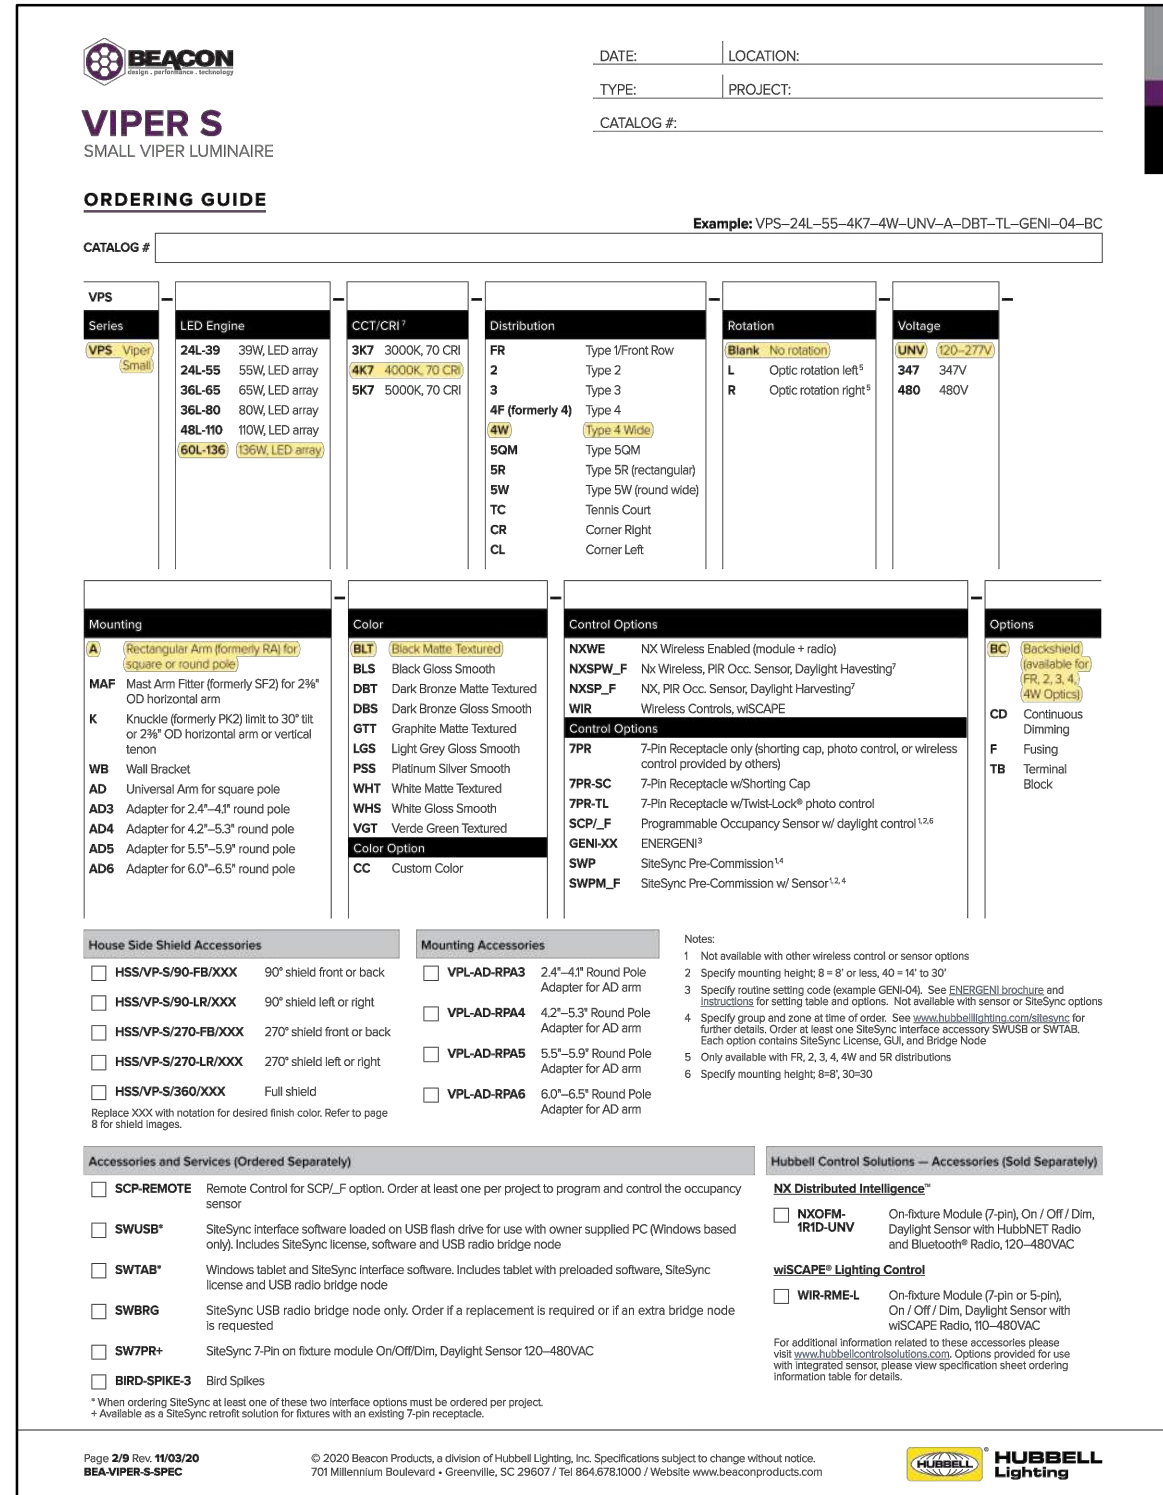 BEACON
design . performance . technology
DATE:
LOCATION:
TYPE:
PROJECT:
CATALOG #:
VIPER S
SMALL VIPER LUMINAIRE
ORDERING GUIDE
Example: VPS–24L–55–4K7–4W–UNV–A–DBT–TL–GENI–04–BC
CATALOG #
VPS – – – – – –
Series
VPS Viper Small
LED Engine
24L-39 39W, LED array
24L-55 55W, LED array
36L-65 65W, LED array
36L-80 80W, LED array
48L-110 110W, LED array
60L-136 136W, LED array
CCT/CRI 7
3K7 3000K, 70 CRI
4K7 4000K, 70 CRI
5K7 5000K, 70 CRI
Distribution
FR Type 1/Front Row
2 Type 2
3 Type 3
4F (formerly 4) Type 4
4W Type 4 Wide
5QM Type 5QM
5R Type 5R (rectangular)
5W Type 5W (round wide)
TC Tennis Court
CR Corner Right
CL Corner Left
Rotation
Blank No rotation
L Optic rotation left 5
R Optic rotation right 5
Voltage
UNV 120–277V
347 347V
480 480V
– – –
Mounting
A Rectangular Arm (formerly RA) for
square or round pole
MAF Mast Arm Fitter (formerly SF2) for 2⅜"
OD horizontal arm
K Knuckle (formerly PK2) limit to 30° tilt
or 2⅜" OD horizontal arm or vertical
tenon
WB Wall Bracket
AD Universal Arm for square pole
AD3 Adapter for 2.4"–4.1" round pole
AD4 Adapter for 4.2"–5.3" round pole
AD5 Adapter for 5.5"–5.9" round pole
AD6 Adapter for 6.0"–6.5" round pole
Color
BLT Black Matte Textured
BLS Black Gloss Smooth
DBT Dark Bronze Matte Textured
DBS Dark Bronze Gloss Smooth
GTT Graphite Matte Textured
LGS Light Grey Gloss Smooth
PSS Platinum Silver Smooth
WHT White Matte Textured
WHS White Gloss Smooth
VGT Verde Green Textured
Color Option
CC Custom Color
Control Options
NXWE NX Wireless Enabled (module + radio)
NXSPW_F Nx Wireless, PIR Occ. Sensor, Daylight Harvesting7
NXSP_F NX, PIR Occ. Sensor, Daylight Harvesting7
WIR Wireless Controls, wiSCAPE
Control Options
7PR 7-Pin Receptacle only (shorting cap, photo control, or wireless
control provided by others)
7PR-SC 7-Pin Receptacle w/Shorting Cap
7PR-TL 7-Pin Receptacle w/Twist-Lock® photo control
SCP/_F Programmable Occupancy Sensor w/ daylight control1,2,6
GENI-XX ENERGENI3
SWP SiteSync Pre-Commission1,4
SWPM_F SiteSync Pre-Commission w/ Sensor1,2,4
Options
BC Backshield
(available for
FR, 2, 3, 4,
4W Optics)
CD Continuous
Dimming
F Fusing
TB Terminal
Block
House Side Shield Accessories
HSS/VP-S/90-FB/XXX 90° shield front or back
HSS/VP-S/90-LR/XXX 90° shield left or right
HSS/VP-S/270-FB/XXX 270° shield front or back
HSS/VP-S/270-LR/XXX 270° shield left or right
HSS/VP-S/360/XXX Full shield
Replace XXX with notation for desired finish color. Refer to page
8 for shield images.
Mounting Accessories
VPL-AD-RPA3 2.4"–4.1" Round Pole
Adapter for AD arm
VPL-AD-RPA4 4.2"–5.3" Round Pole
Adapter for AD arm
VPL-AD-RPA5 5.5"–5.9" Round Pole
Adapter for AD arm
VPL-AD-RPA6 6.0"–6.5" Round Pole
Adapter for AD arm
Notes:
1 Not available with other wireless control or sensor options
2 Specify mounting height; 8 = 8' or less, 40 = 14' to 30'
3 Specify routine setting code (example GENI-04). See ENERGENI brochure and
instructions for setting table and options. Not available with sensor or SiteSync options
4 Specify group and zone at time of order. See www.hubbelllighting.com/sitesync for
further details. Order at least one SiteSync interface accessory SWUSB or SWTAB.
Each option contains SiteSync License, GUI, and Bridge Node
5 Only available with FR, 2, 3, 4, 4W and 5R distributions
6 Specify mounting height; 8=8', 30=30
Accessories and Services (Ordered Separately)
SCP-REMOTE Remote Control for SCP/_F option. Order at least one per project to program and control the occupancy
sensor
SWUSB* SiteSync interface software loaded on USB flash drive for use with owner supplied PC (Windows based
only). Includes SiteSync license, software and USB radio bridge node
SWTAB* Windows tablet and SiteSync interface software. Includes tablet with preloaded software, SiteSync
license and USB radio bridge node
SWBRG SiteSync USB radio bridge node only. Order if a replacement is required or if an extra bridge node
is requested
SW7PR+ SiteSync 7-Pin on fixture module On/Off/Dim, Daylight Sensor 120–480VAC
BIRD-SPIKE-3 Bird Spikes
* When ordering SiteSync at least one of these two interface options must be ordered per project.
+ Available as a SiteSync retrofit solution for fixtures with an existing 7-pin receptacle.
Hubbell Control Solutions — Accessories (Sold Separately)
NX Distributed Intelligence™
NXOFM-
1R1D-UNV
On-fixture Module (7-pin), On / Off / Dim,
Daylight Sensor with HubbNET Radio
and Bluetooth® Radio, 120–480VAC
wiSCAPE® Lighting Control
WIR-RME-L On-fixture Module (7-pin or 5-pin),
On / Off / Dim, Daylight Sensor with
wiSCAPE Radio, 110–480VAC
For additional information related to these accessories please
visit www.hubbellcontrolsolutions.com. Options provided for use
with integrated sensor, please view specification sheet ordering
information table for details.
Page 2/9 Rev. 11/03/20
BEA-VIPER-S-SPEC
© 2020 Beacon Products, a division of Hubbell Lighting, Inc. Specifications subject to change without notice.
701 Millennium Boulevard • Greenville, SC 29607 / Tel 864.678.1000 / Website www.beaconproducts.com
HUBBELL® HUBBELL
Lighting